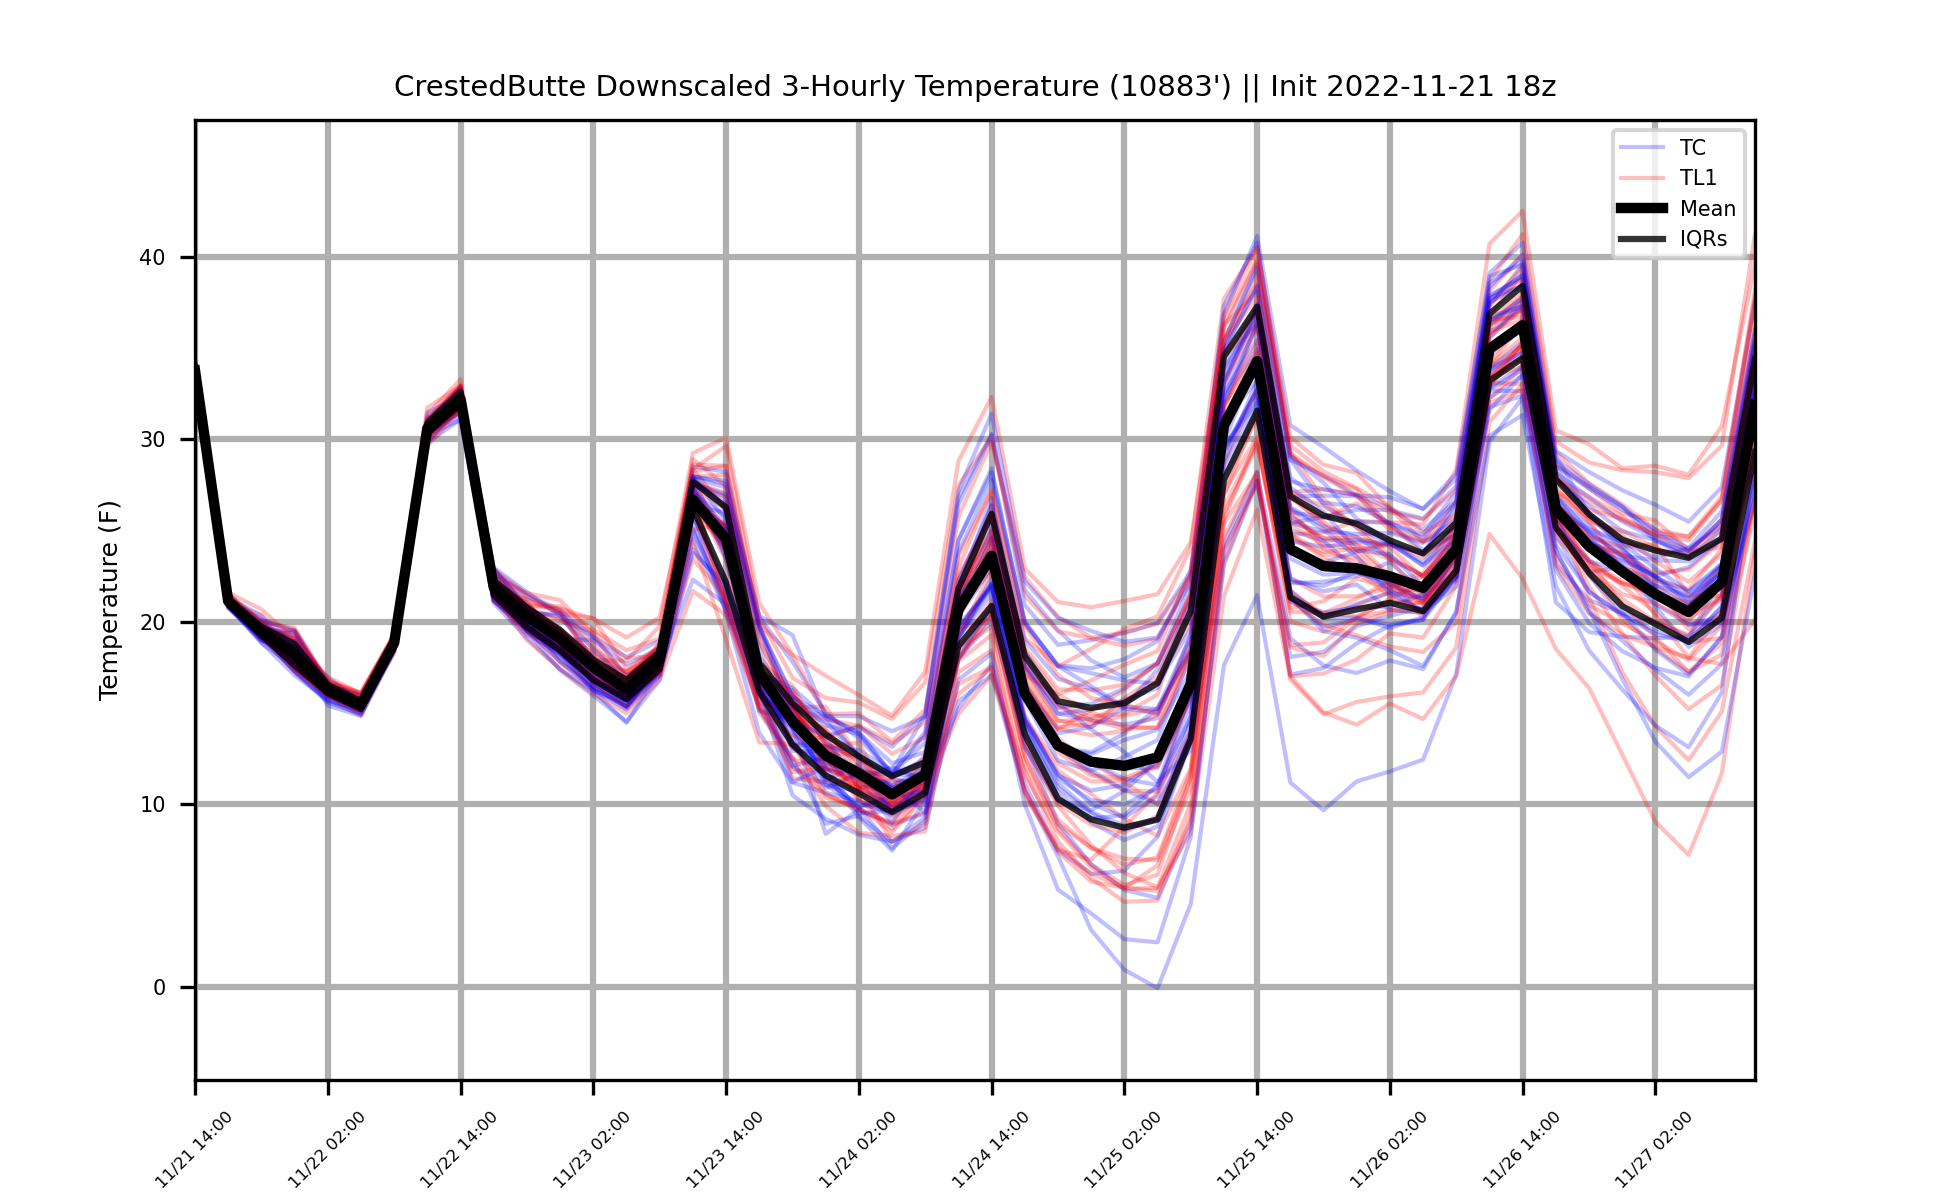 CrestedButte Downscaled 3-Hourly Temperature (10883') || Init 2022-11-21 18z
TC
TL1
Mean
IQRs
Temperature (F)
40
30
20
10
0
11/21 14:00
11/22 02:00
11/22 14:00
11/23 02:00
11/23 14:00
11/24 02:00
11/24 14:00
11/25 02:00
11/25 14:00
11/26 02:00
11/26 14:00
11/27 02:00